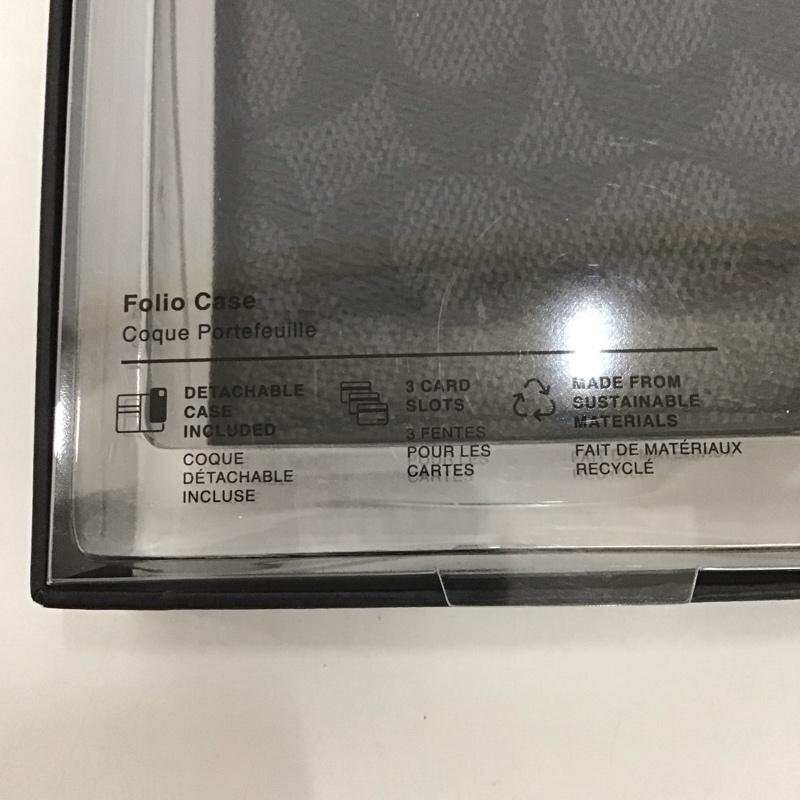 Folio Case
Coque Portefeuille
DETACHABLE
CASE
INCLUDED
COQUE
DÉTACHABLE
INCLUSE
3 CARD
SLOTS
3 FENTES
POUR LES
CARTES
MADE FROM
SUSTAINABLE
MATERIALS
FAIT DE MATÉRIAUX
RECYCLÉ